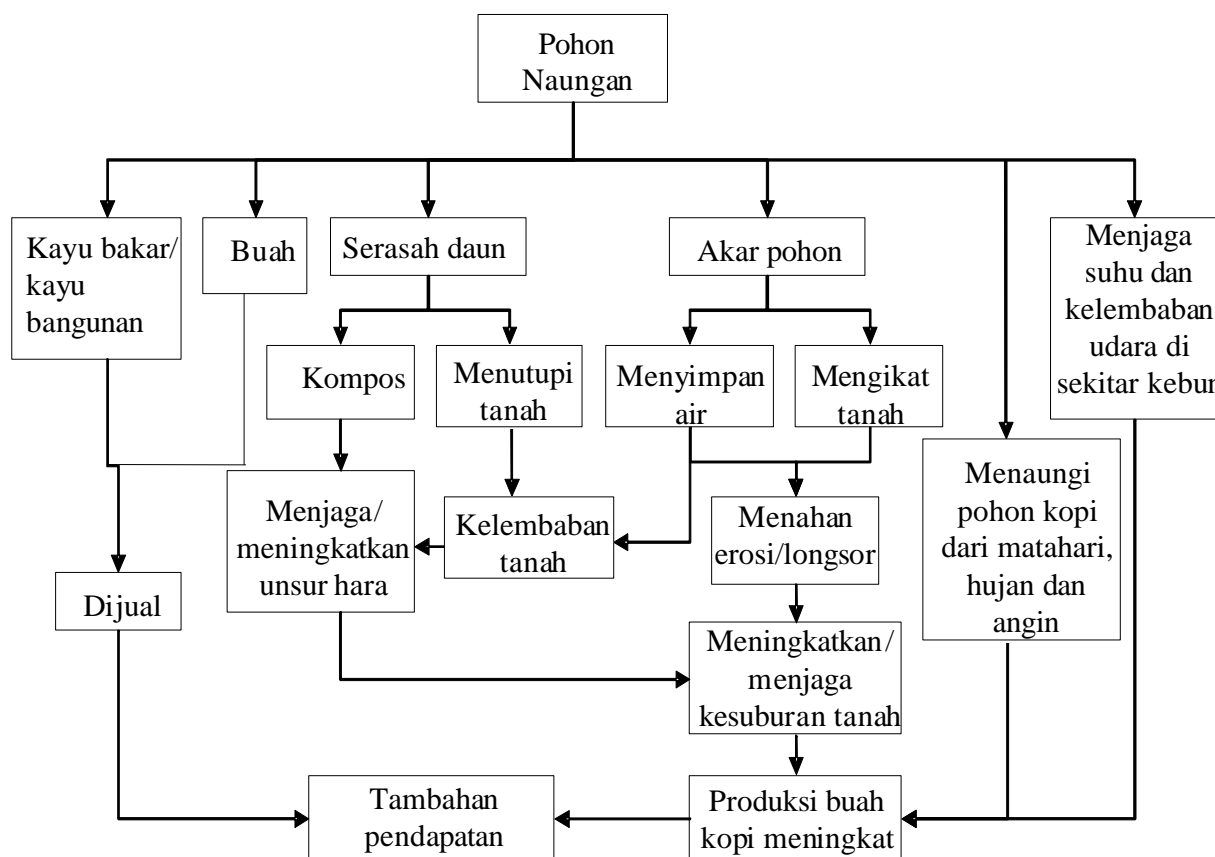 Pohon
Naungan
Kayu bakar/
kayu
bangunan
Buah
Serasah daun
Akar pohon
Menjaga
suhu dan
kelembaban
udara di
sekitar kebun
Kompos
Menutupi
tanah
Menyimpan
air
Mengikat
tanah
Menjaga/
meningkatkan
unsur hara
Kelembaban
tanah
Menahan
erosi/longsor
Menaungi
pohon kopi
dari matahari,
hujan dan
angin
Dijual
Meningkatkan/
menjaga
kesuburan tanah
Tambahan
pendapatan
Produksi buah
kopi meningkat